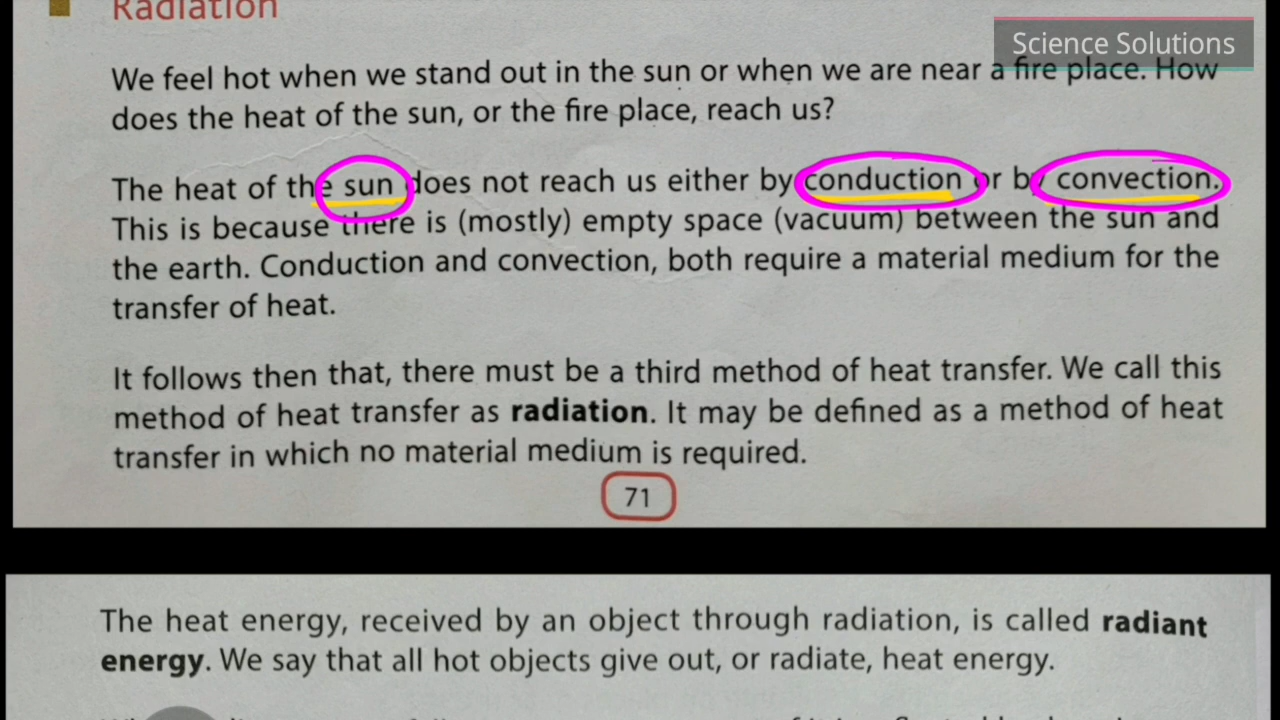 Radiation
Science Solutions
We feel hot when we stand out in the sun or when we are near a fire place. How
does the heat of the sun, or the fire place, reach us?
The heat of the sun does not reach us either by conduction or by convection.
This is because there is (mostly) empty space (vacuum) between the sun and
the earth. Conduction and convection, both require a material medium for the
transfer of heat.
It follows then that, there must be a third method of heat transfer. We call this
method of heat transfer as radiation. It may be defined as a method of heat
transfer in which no material medium is required.
71
The heat energy, received by an object through radiation, is called radiant
energy. We say that all hot objects give out, or radiate, heat energy.